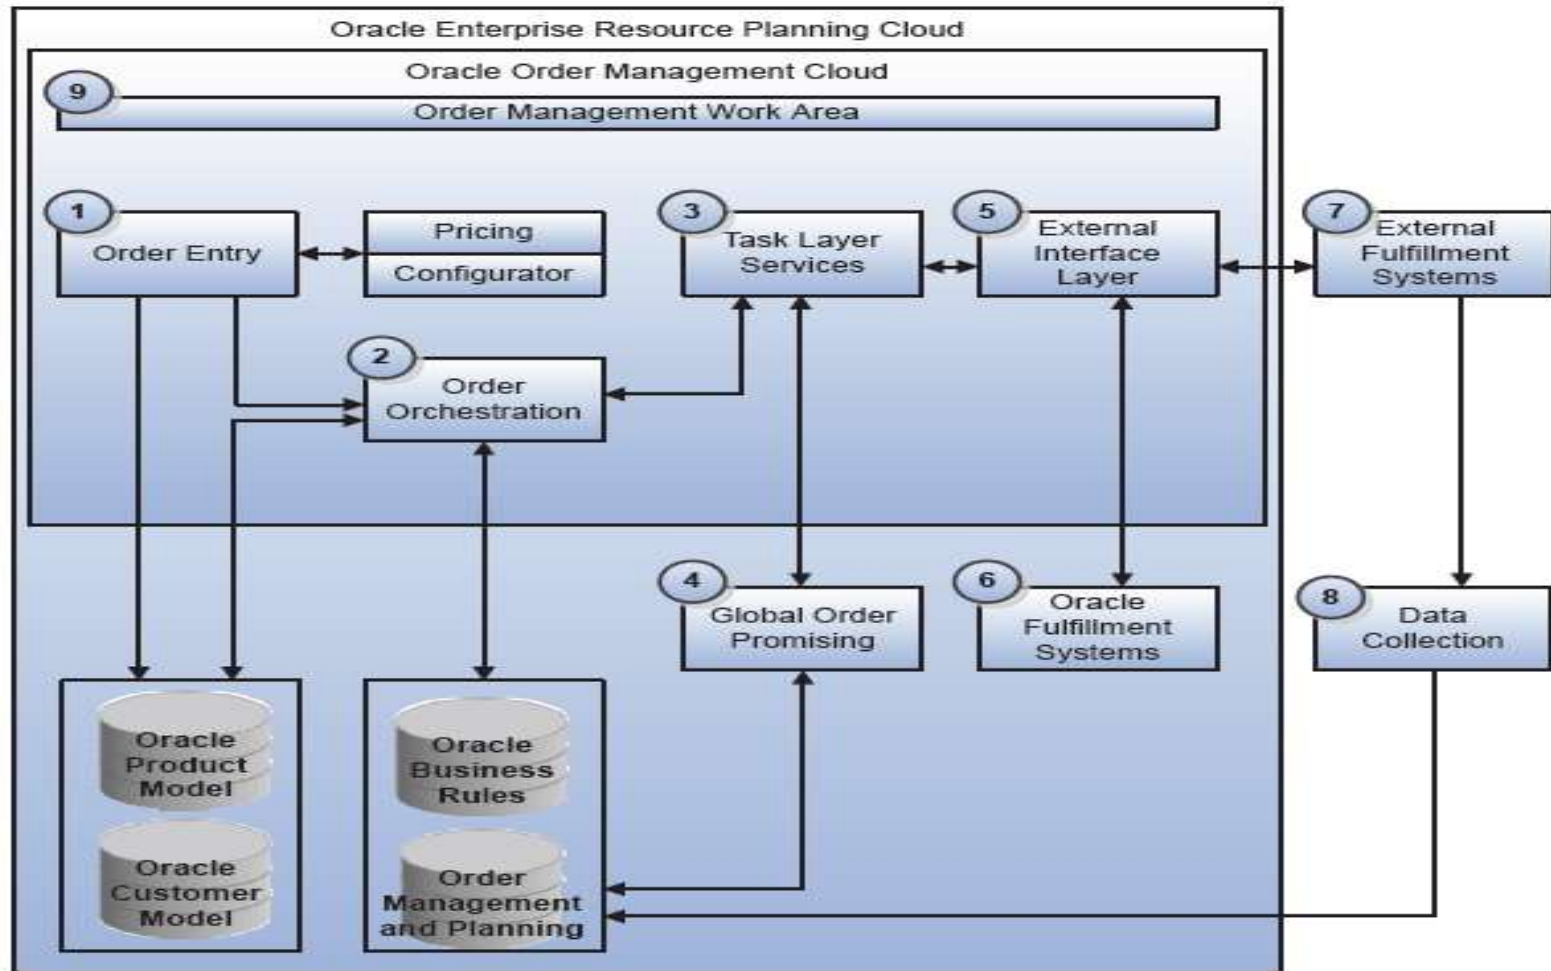 Oracle Enterprise Resource Planning Cloud
Oracle Order Management Cloud
9
Order Management Work Area
1
Order Entry
Pricing
Configurator
3
Task Layer
Services
5
External
Interface
Layer
7
External
Fulfillment
Systems
2
Order
Orchestration
4
Global Order
Promising
6
Oracle
Fulfillment
Systems
8
Data
Collection
Oracle
Product
Model
Oracle
Customer
Model
Oracle
Business
Rules
Order
Management
and Planning